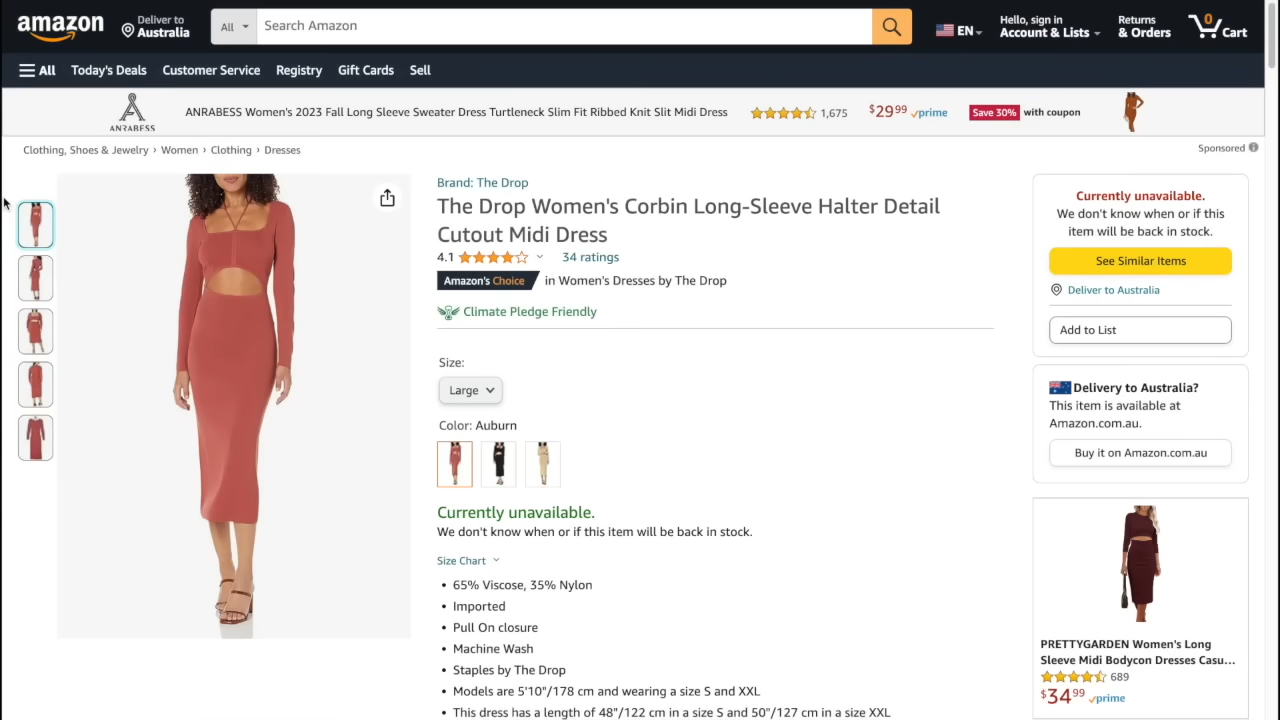 amazon
Deliver to
Australia
All
Search Amazon
EN
Hello, sign in
Account & Lists
Returns
& Orders
0
Cart
All
Today's Deals
Customer Service
Registry
Gift Cards
Sell
ANRABESS
ANRABESS Women's 2023 Fall Long Sleeve Sweater Dress Turtleneck Slim Fit Ribbed Knit Slit Midi Dress
1,675
$2999
prime
Save 30% with coupon
Clothing, Shoes & Jewelry › Women › Clothing › Dresses
Sponsored
Brand: The Drop
The Drop Women's Corbin Long-Sleeve Halter Detail
Cutout Midi Dress
4.1
34 ratings
Amazon's Choice in Women's Dresses by The Drop
Climate Pledge Friendly
Size:
Large
Color: Auburn
Currently unavailable.
We don't know when or if this item will be back in stock.
Size Chart
• 65% Viscose, 35% Nylon
• Imported
• Pull On closure
• Machine Wash
• Staples by The Drop
• Models are 5'10"/178 cm and wearing a size S and XXL
• This dress has a length of 48"/122 cm in a size S and 50"/127 cm in a size XXL
Currently unavailable.
We don't know when or if this
item will be back in stock.
See Similar Items
Deliver to Australia
Add to List
Delivery to Australia?
This item is available at
Amazon.com.au.
Buy it on Amazon.com.au
PRETTYGARDEN Women's Long
Sleeve Midi Bodycon Dresses Casu...
689
$3499
prime